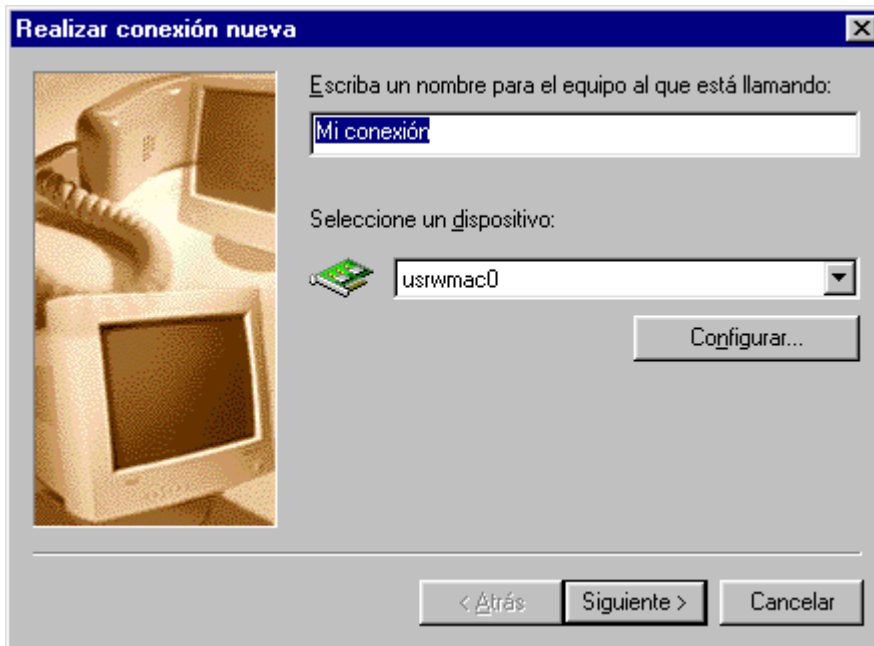 Realizar conexión nueva
Escriba un nombre para el equipo al que está llamando:
Mi conexión
Seleccione un dispositivo:
usrwmac0
Configurar...
< Atrás
Siguiente >
Cancelar